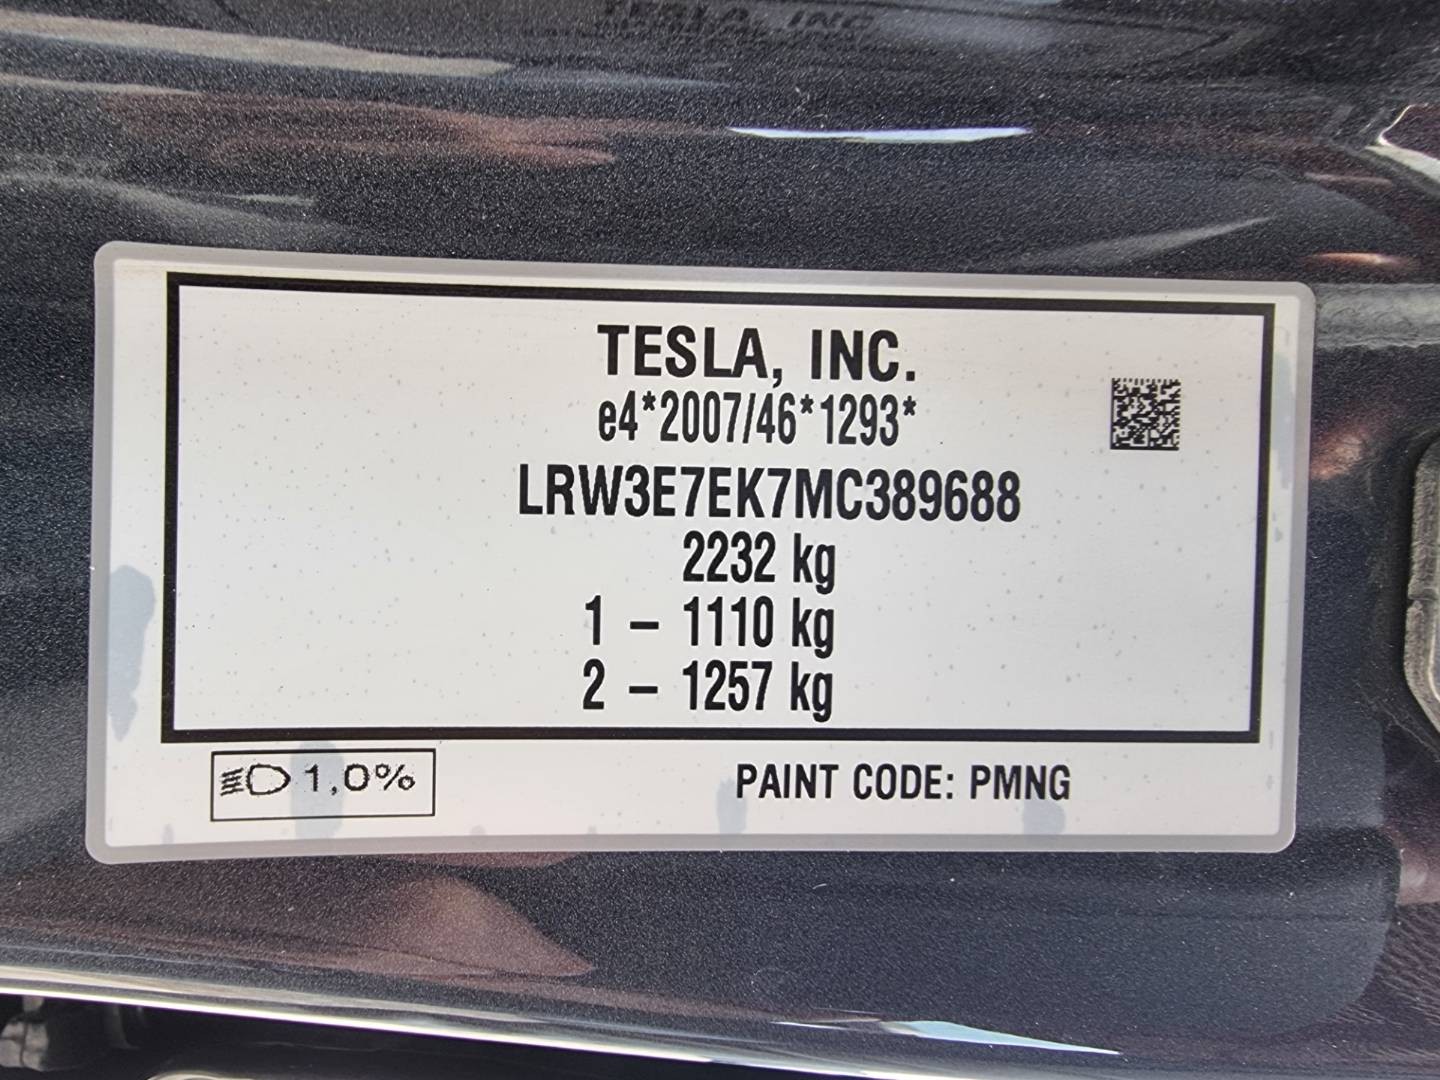 TESLA, INC.
e4*2007/46*1293*
LRW3E7EK7MC389688
2232 kg
1 – 1110 kg
2 – 1257 kg
1,0%
PAINT CODE: PMNG